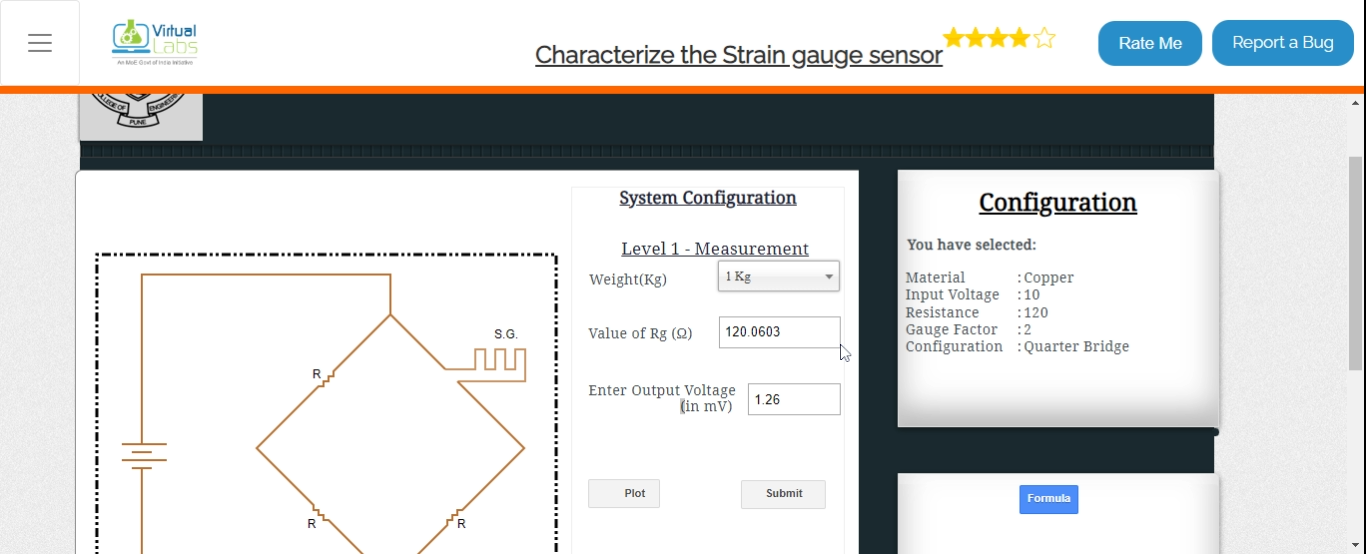 Virtual
Labs
An MoE Govt of India Initiative
Characterize the Strain gauge sensor
Rate Me
Report a Bug
COLLEGE OF ENGINEERING
PUNE
System Configuration
Level 1 - Measurement
Weight(Kg)
1 Kg
Value of Rg (Ω)
120.0603
Enter Output Voltage
(in mV)
1.26
Plot
Submit
S.G.
R
R
R
Configuration
You have selected:
Material : Copper
Input Voltage : 10
Resistance : 120
Gauge Factor : 2
Configuration : Quarter Bridge
Formula